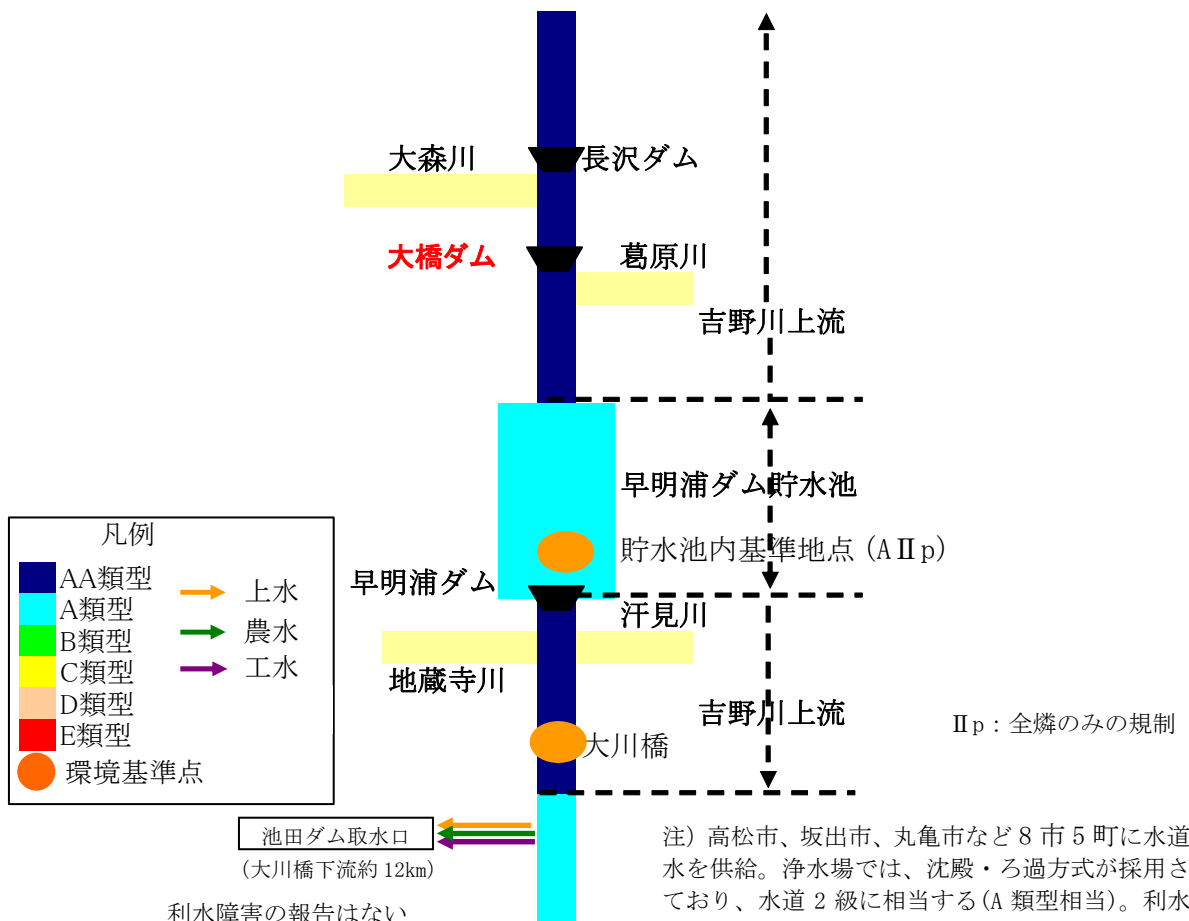 大森川
長沢ダム
大橋ダム
葛原川
吉野川上流
早明浦ダム貯水池
貯水池内基準地点 (AⅡp)
早明浦ダム
汗見川
地蔵寺川
吉野川上流
大川橋
Ⅱp：全燐のみの規制
凡例
AA類型
A類型
B類型
C類型
D類型
E類型
環境基準点
上水
農水
工水
池田ダム取水口
(大川橋下流約 12km)
利水障害の報告はない
注）高松市、坂出市、丸亀市など８市５町に水道
水を供給。浄水場では、沈殿・ろ過方式が採用さ
ており、水道 2 級に相当する(A 類型相当)。利水